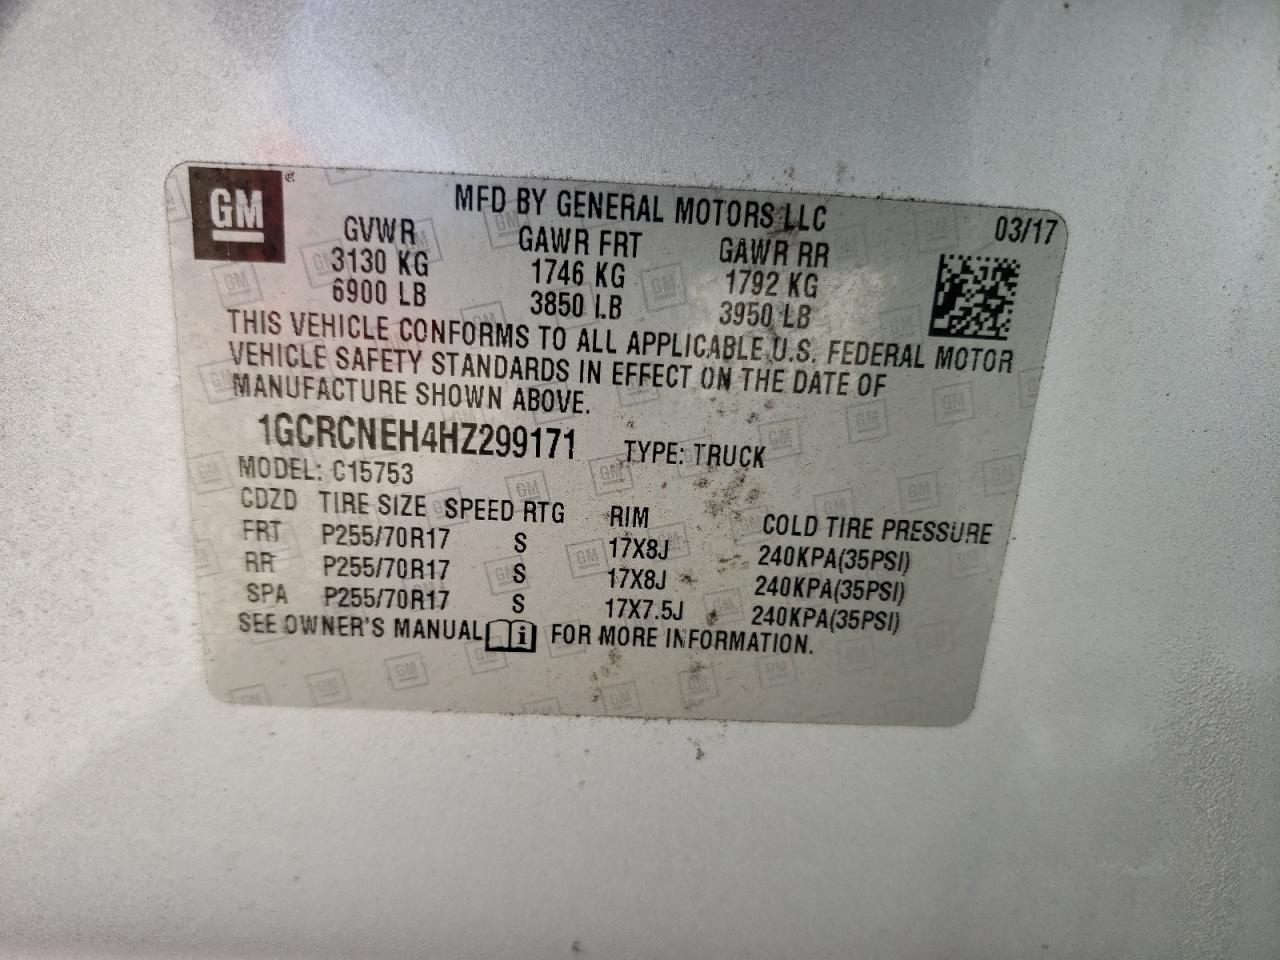 GM
MFD BY GENERAL MOTORS LLC 03/17
GVWR GAWR FRT GAWR RR
3130 KG 1746 KG 1792 KG
6900 LB 3850 LB 3950 LB
THIS VEHICLE CONFORMS TO ALL APPLICABLE U.S. FEDERAL MOTOR
VEHICLE SAFETY STANDARDS IN EFFECT ON THE DATE OF
MANUFACTURE SHOWN ABOVE.
1GCRCNEH4HZ299171 TYPE: TRUCK
MODEL: C15753
CDZD TIRE SIZE SPEED RTG RIM COLD TIRE PRESSURE
FRT P255/70R17 S 17X8J 240KPA(35PSI)
RR P255/70R17 S 17X8J 240KPA(35PSI)
SPA P255/70R17 S 17X7.5J 240KPA(35PSI)
SEE OWNER'S MANUAL i FOR MORE INFORMATION.